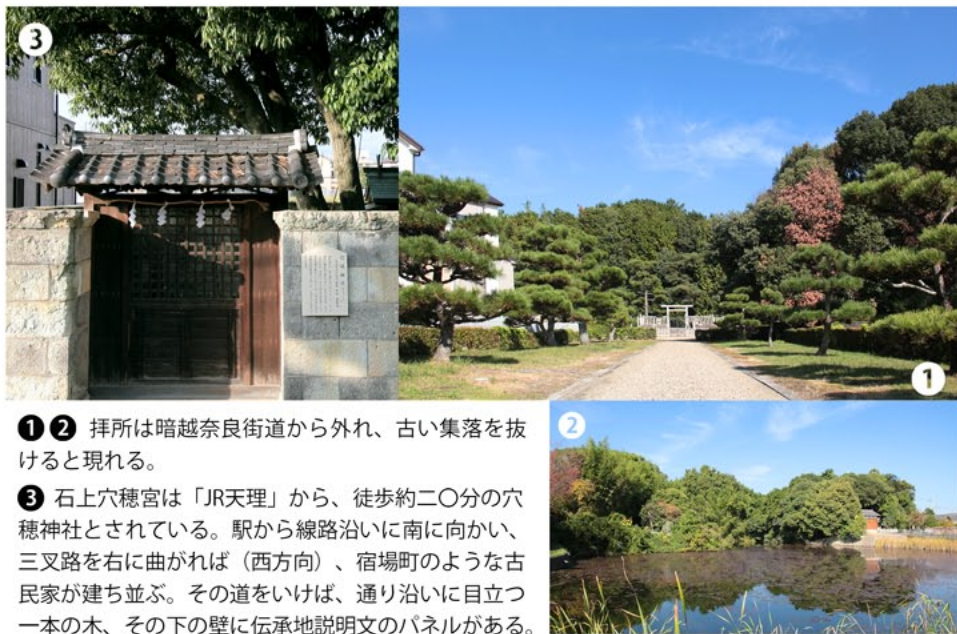 3
1
2
❶❷ 拝所は暗越奈良街道から外れ、古い集落を抜
けると現れる。
❸ 石上穴穂宮は「JR天理」から、徒歩約二〇分の穴
穂神社とされている。駅から線路沿いに南に向かい、
三叉路を右に曲がれば（西方向）、宿場町のような古
民家が建ち並ぶ。その道をいけば、通り沿いに目立つ
一本の木、その下の壁に伝承地説明文のパネルがある。